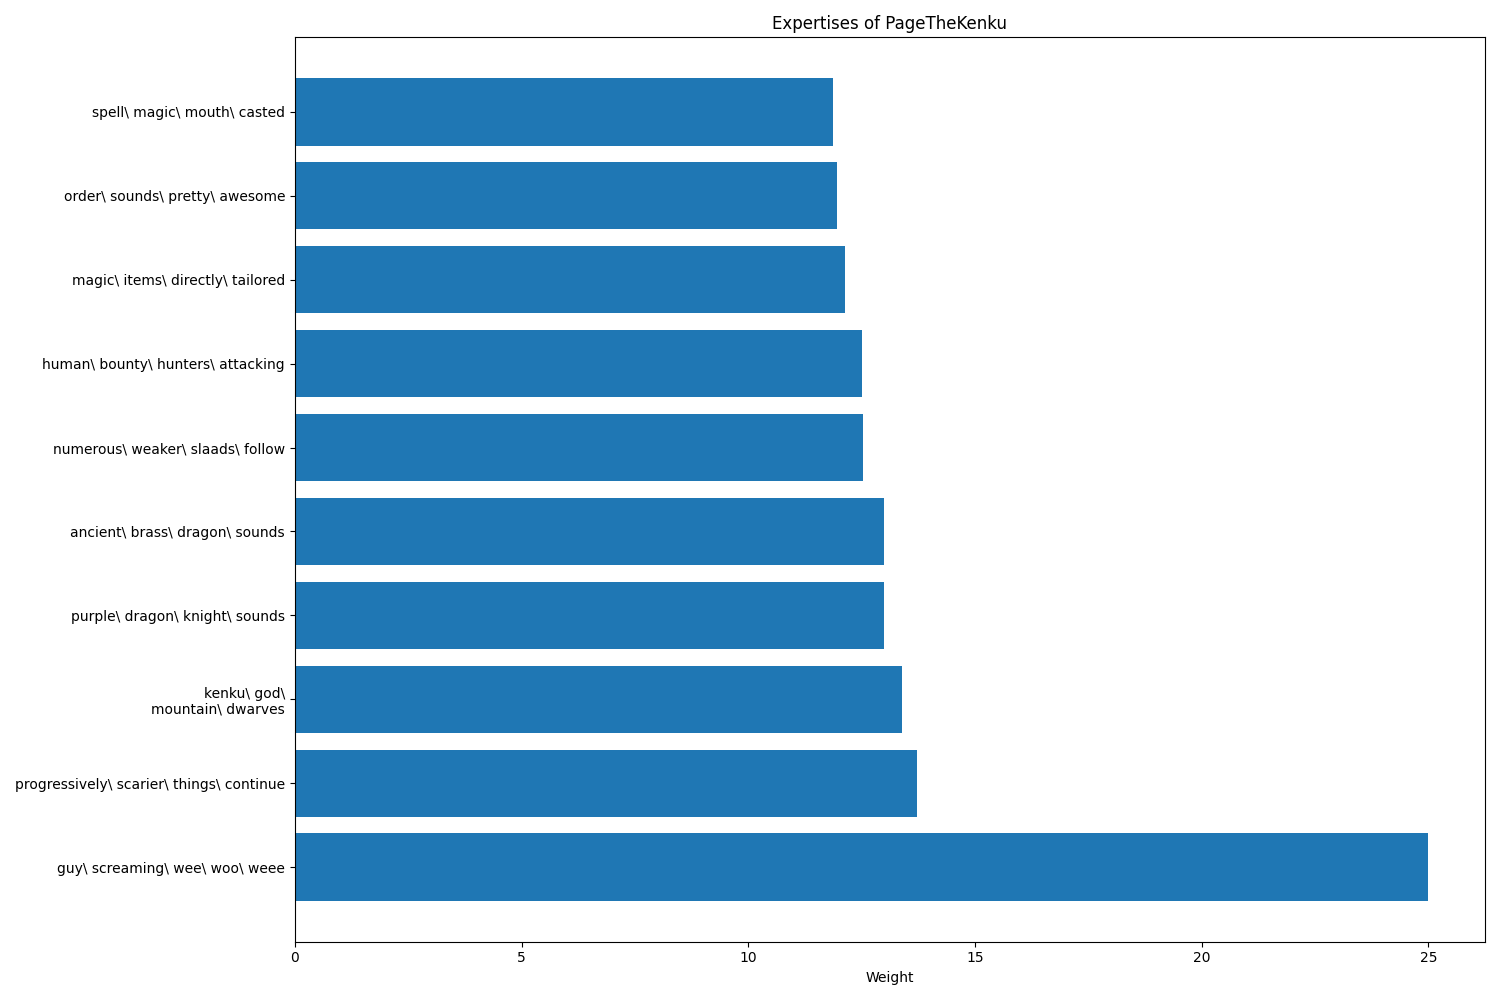 Expertises of PageTheKenku
spell\ magic\ mouth\ casted
order\ sounds\ pretty\ awesome
magic\ items\ directly\ tailored
human\ bounty\ hunters\ attacking
numerous\ weaker\ slaads\ follow
ancient\ brass\ dragon\ sounds
purple\ dragon\ knight\ sounds
kenku\ god\
mountain\ dwarves
progressively\ scarier\ things\ continue
guy\ screaming\ wee\ woo\ weee
0 5 10 15 20 25
Weight